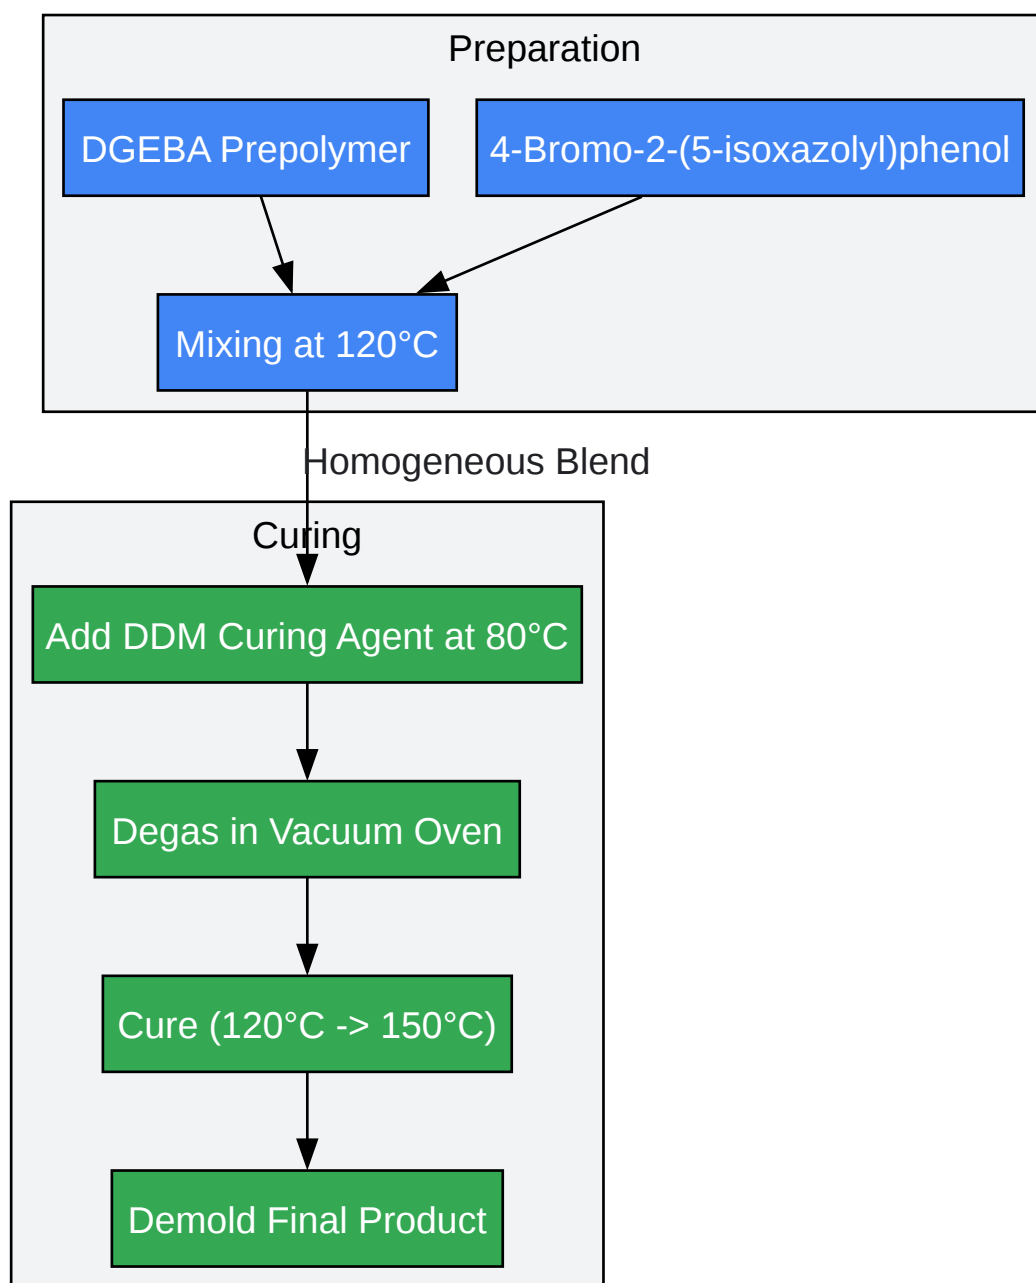 Preparation
DGEBA Prepolymer
4-Bromo-2-(5-isoxazolyl)phenol
Mixing at 120°C
Homogeneous Blend
Curing
Add DDM Curing Agent at 80°C
Degas in Vacuum Oven
Cure (120°C -> 150°C)
Demold Final Product